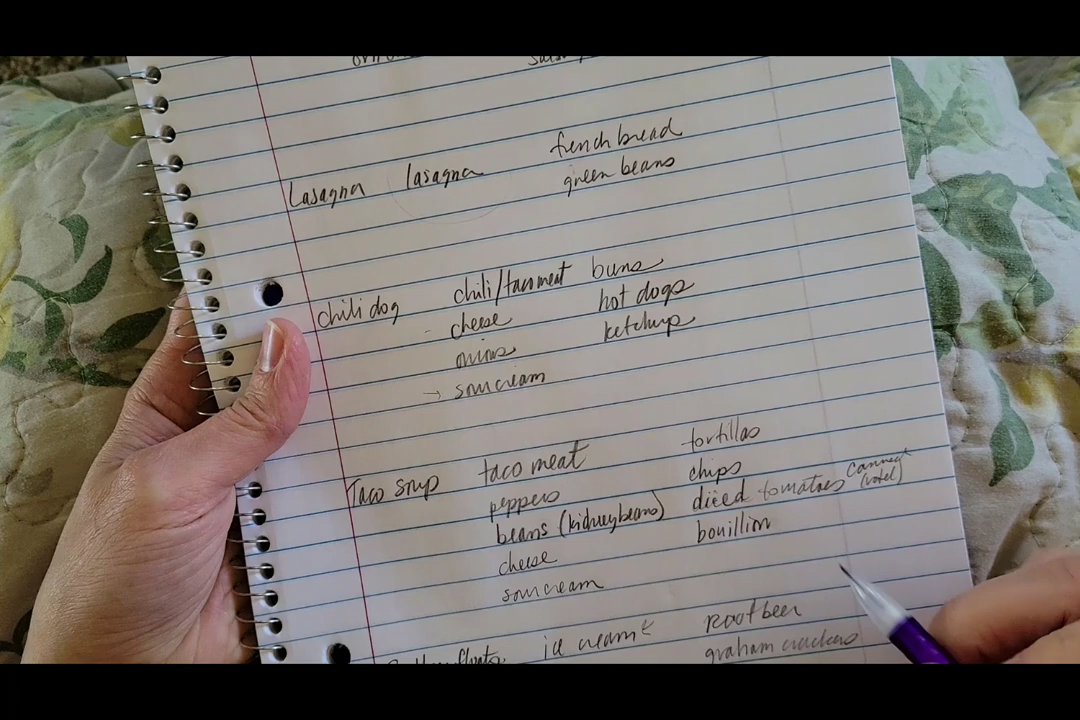 Lasagna lasagna french bread
green beans
chili dog chili/taco meat buns
cheese hot dogs
onions ketchup
→ sour cream
Taco soup taco meat tortillas
peppers chips
beans (kidney beans) diced tomatoes canned (rotel)
cheese bouillion
sour cream
ice cream root beer
graham crackers